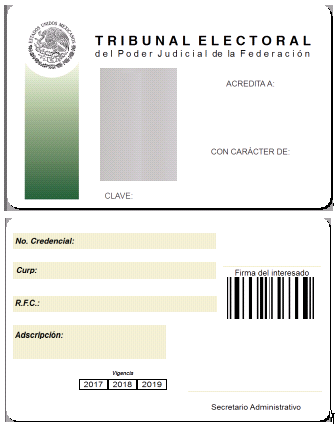 ESTADOS UNIDOS MEXICANOS
TRIBUNAL ELECTORAL
del Poder Judicial de la Federación
ACREDITA A:
CON CARÁCTER DE:
CLAVE:
No. Credencial:
Curp:
Firma del interesado
R.F.C.:
Adscripción:
Vigencia
2017 2018 2019
Secretario Administrativo